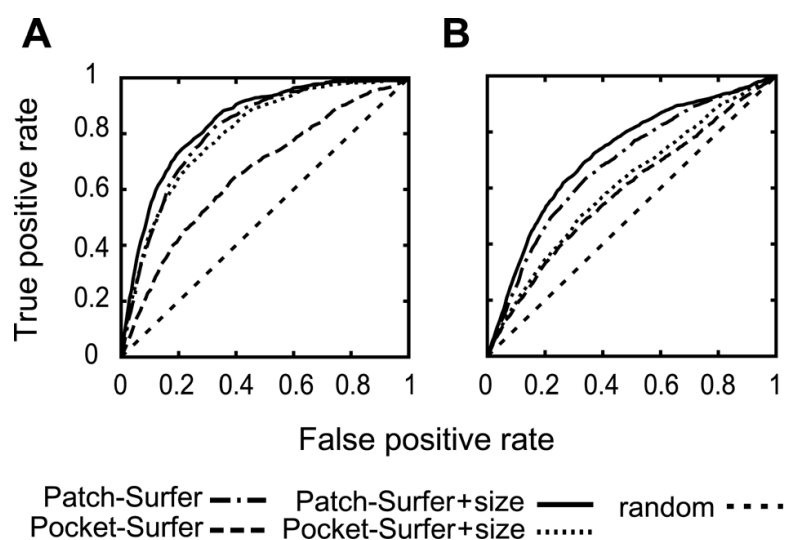 A B
1
0.8
0.6
0.4
0.2
0
True positive rate
0 0.2 0.4 0.6 0.8 1 0 0.2 0.4 0.6 0.8 1
False positive rate
Patch-Surfer Patch-Surfer+size random
Pocket-Surfer Pocket-Surfer+size